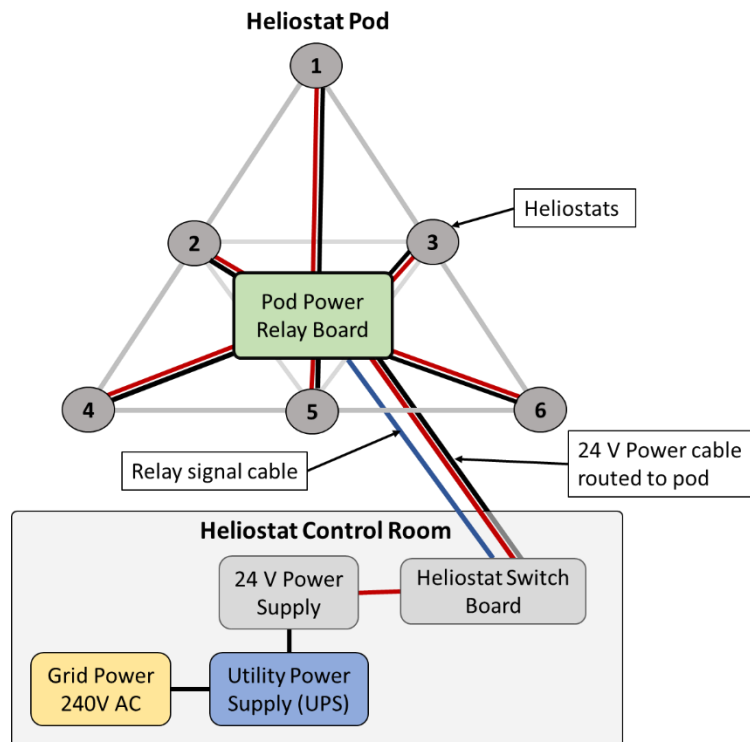 Heliostat Pod
1
2
3
Heliostats
Pod Power
Relay Board
4
5
6
Relay signal cable
24 V Power cable
routed to pod
Heliostat Control Room
24 V Power
Supply
Heliostat Switch
Board
Grid Power
240V AC
Utility Power
Supply (UPS)